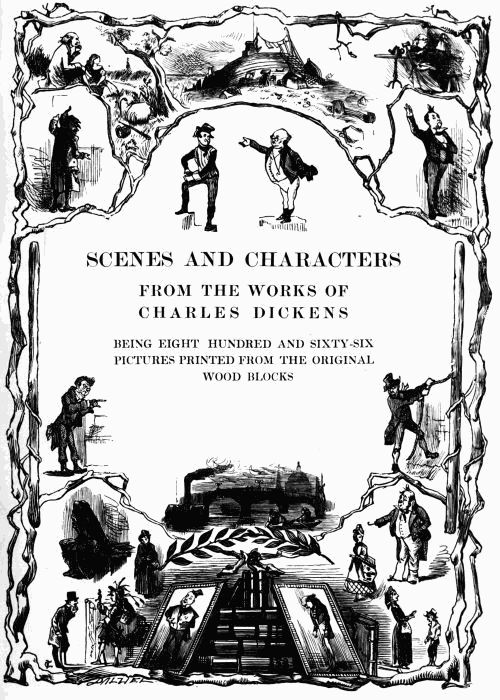 SCENES AND CHARACTERS
FROM THE WORKS OF
CHARLES DICKENS
BEING EIGHT HUNDRED AND SIXTY-SIX
PICTURES PRINTED FROM THE ORIGINAL
WOOD BLOCKS